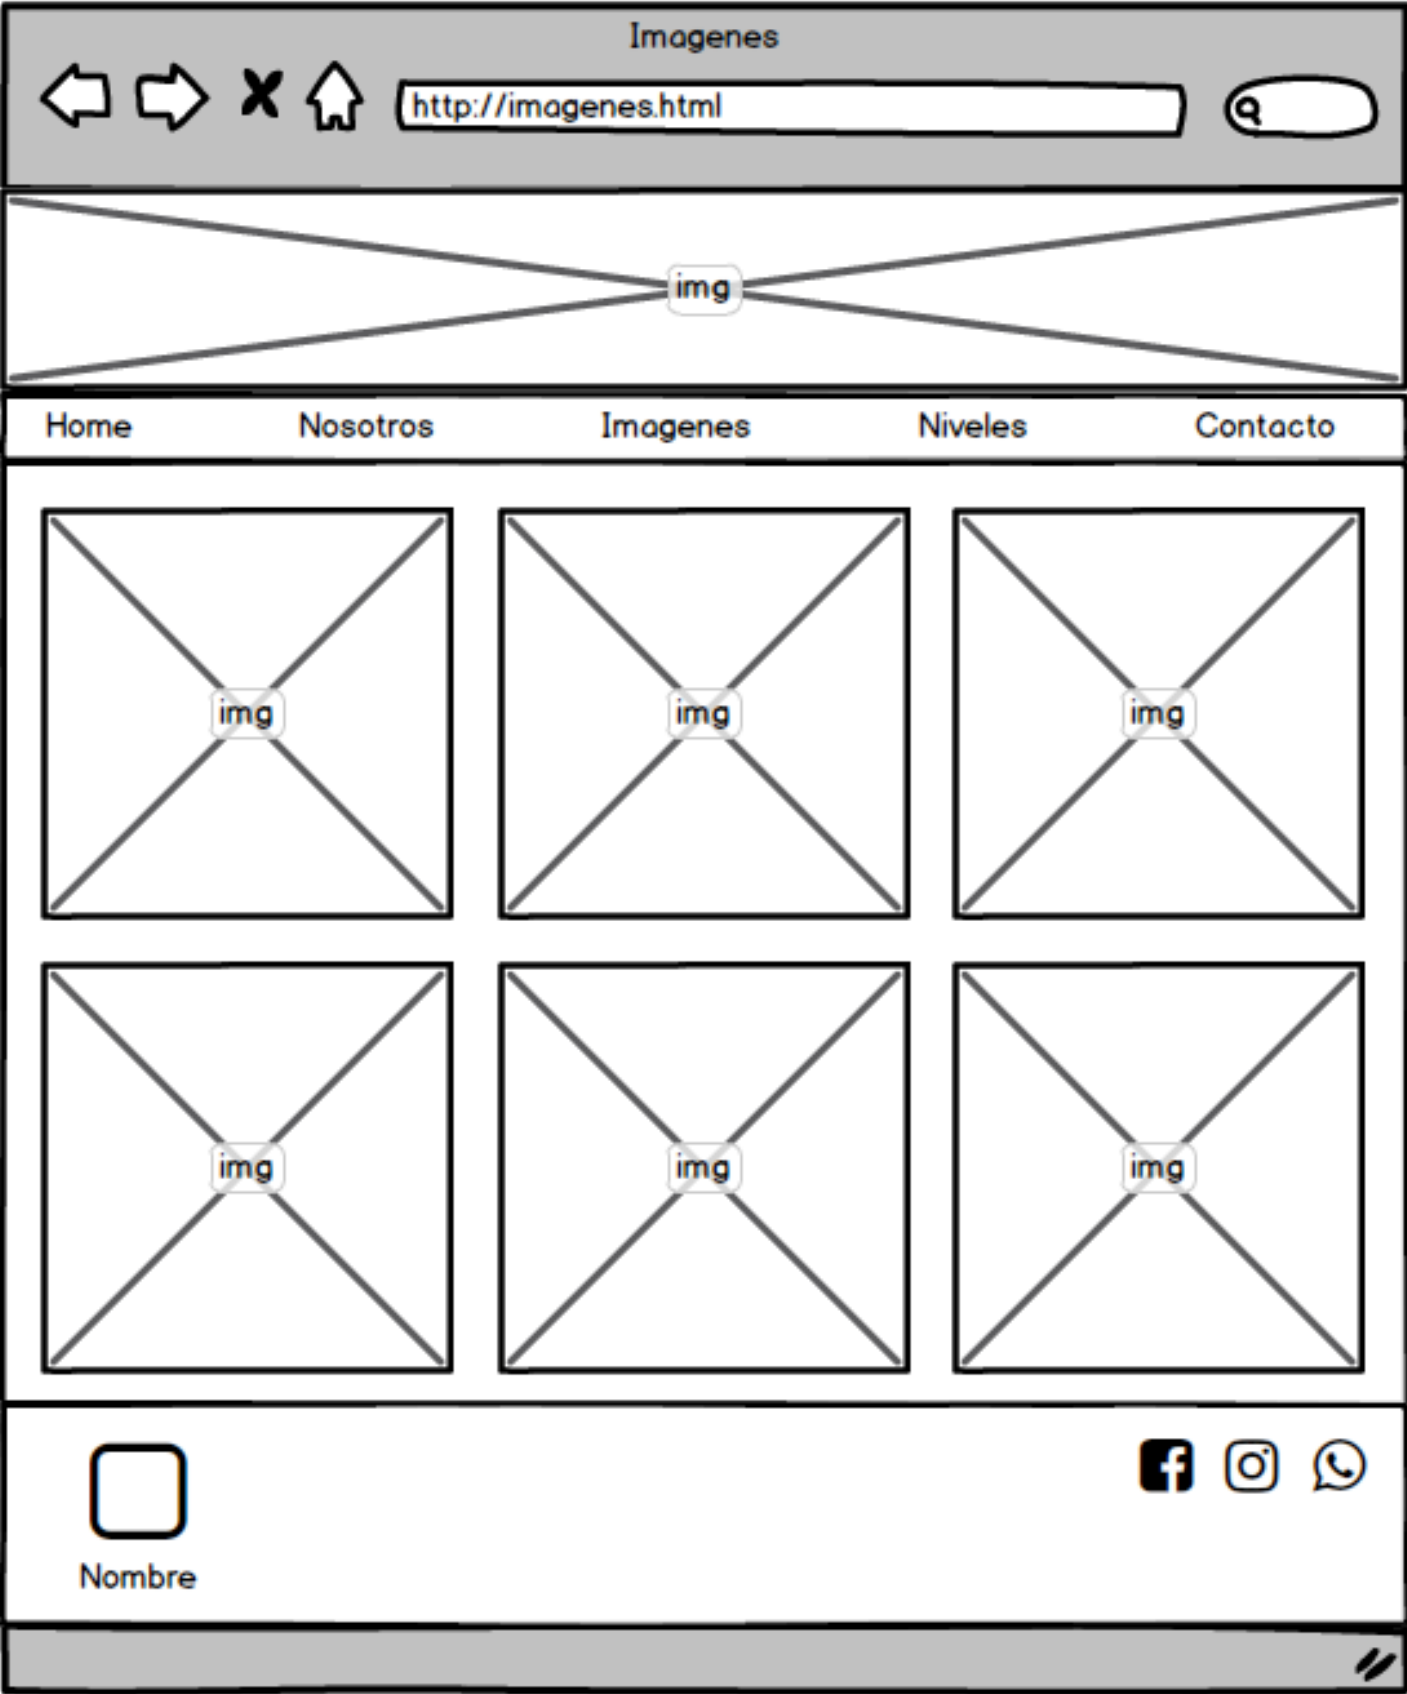 Imagenes
http://imagenes.html
img
Home Nosotros Imagenes Niveles Contacto
img img img
img img img
Nombre